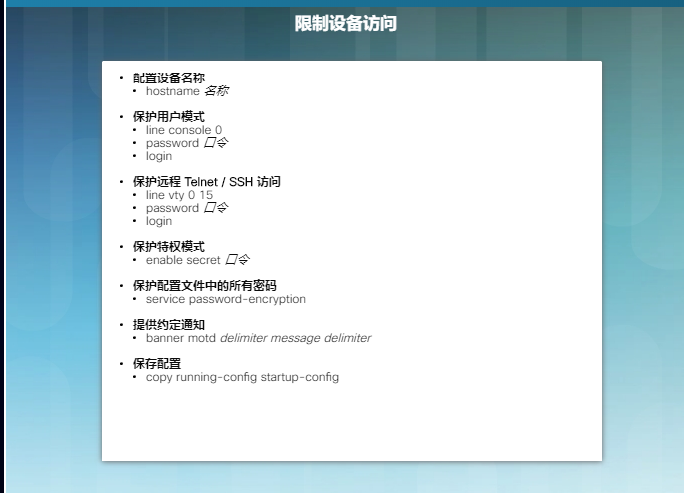 限制设备访问
• 配置设备名称
• hostname 名称
• 保护用户模式
• line console 0
• password 口令
• login
• 保护远程 Telnet / SSH 访问
• line vty 0 15
• password 口令
• login
• 保护特权模式
• enable secret 口令
• 保护配置文件中的所有密码
• service password-encryption
• 提供约定通知
• banner motd delimiter message delimiter
• 保存配置
• copy running-config startup-config